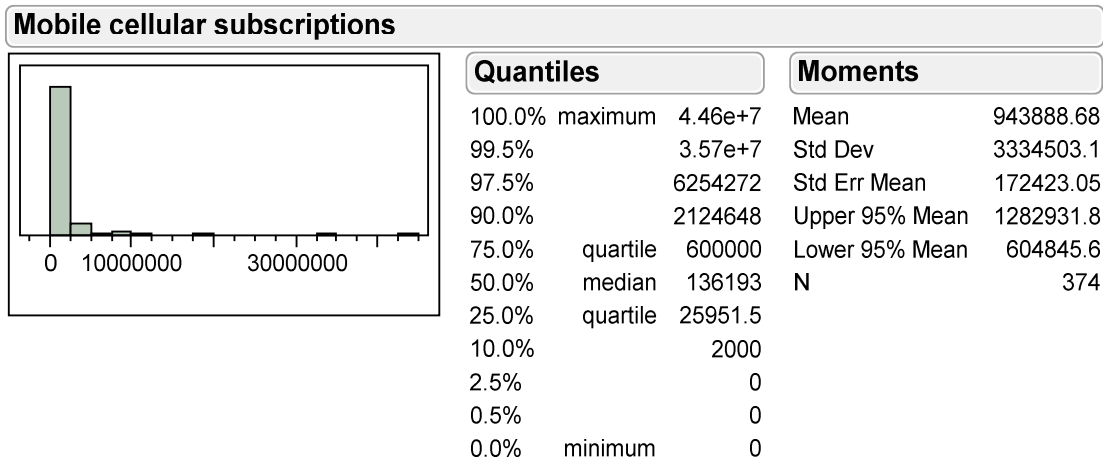 Mobile cellular subscriptions
0 10000000 30000000
Quantiles
100.0% maximum 4.46e+7
99.5% 3.57e+7
97.5% 6254272
90.0% 2124648
75.0% quartile 600000
50.0% median 136193
25.0% quartile 25951.5
10.0% 2000
2.5% 0
0.5% 0
0.0% minimum 0
Moments
Mean 943888.68
Std Dev 3334503.1
Std Err Mean 172423.05
Upper 95% Mean 1282931.8
Lower 95% Mean 604845.6
N 374